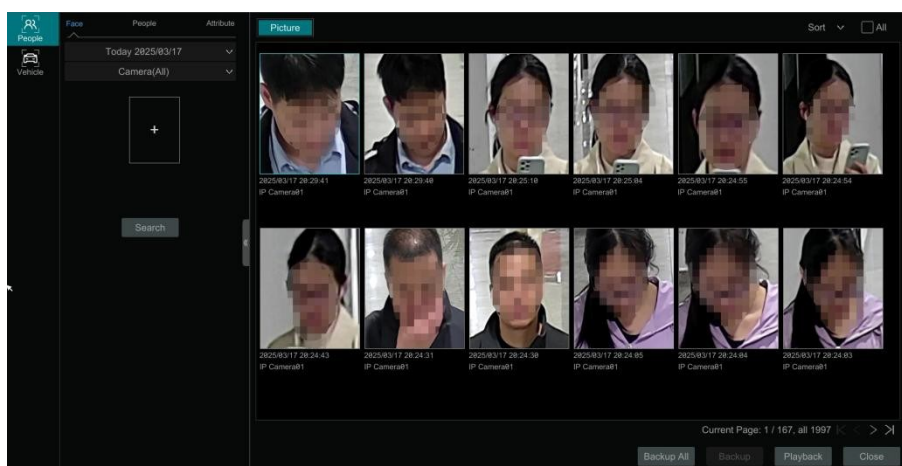 People
Vehicle
Face People Attribute
Today 2025/03/17
Camera(All)
+
Search
Picture
Sort
All
2025/03/17 20:29:41 2025/03/17 20:29:40 2025/03/17 20:25:10 2025/03/17 20:25:04 2025/03/17 20:24:55 2025/03/17 20:24:54
IP Camera01 IP Camera01 IP Camera01 IP Camera01 IP Camera01 IP Camera01
2025/03/17 20:24:43 2025/03/17 20:24:31 2025/03/17 20:24:30 2025/03/17 20:24:05 2025/03/17 20:24:04 2025/03/17 20:24:03
IP Camera01 IP Camera01 IP Camera01 IP Camera01 IP Camera01 IP Camera01
Current Page: 1 / 167, all 1997
Backup All Backup Playback Close